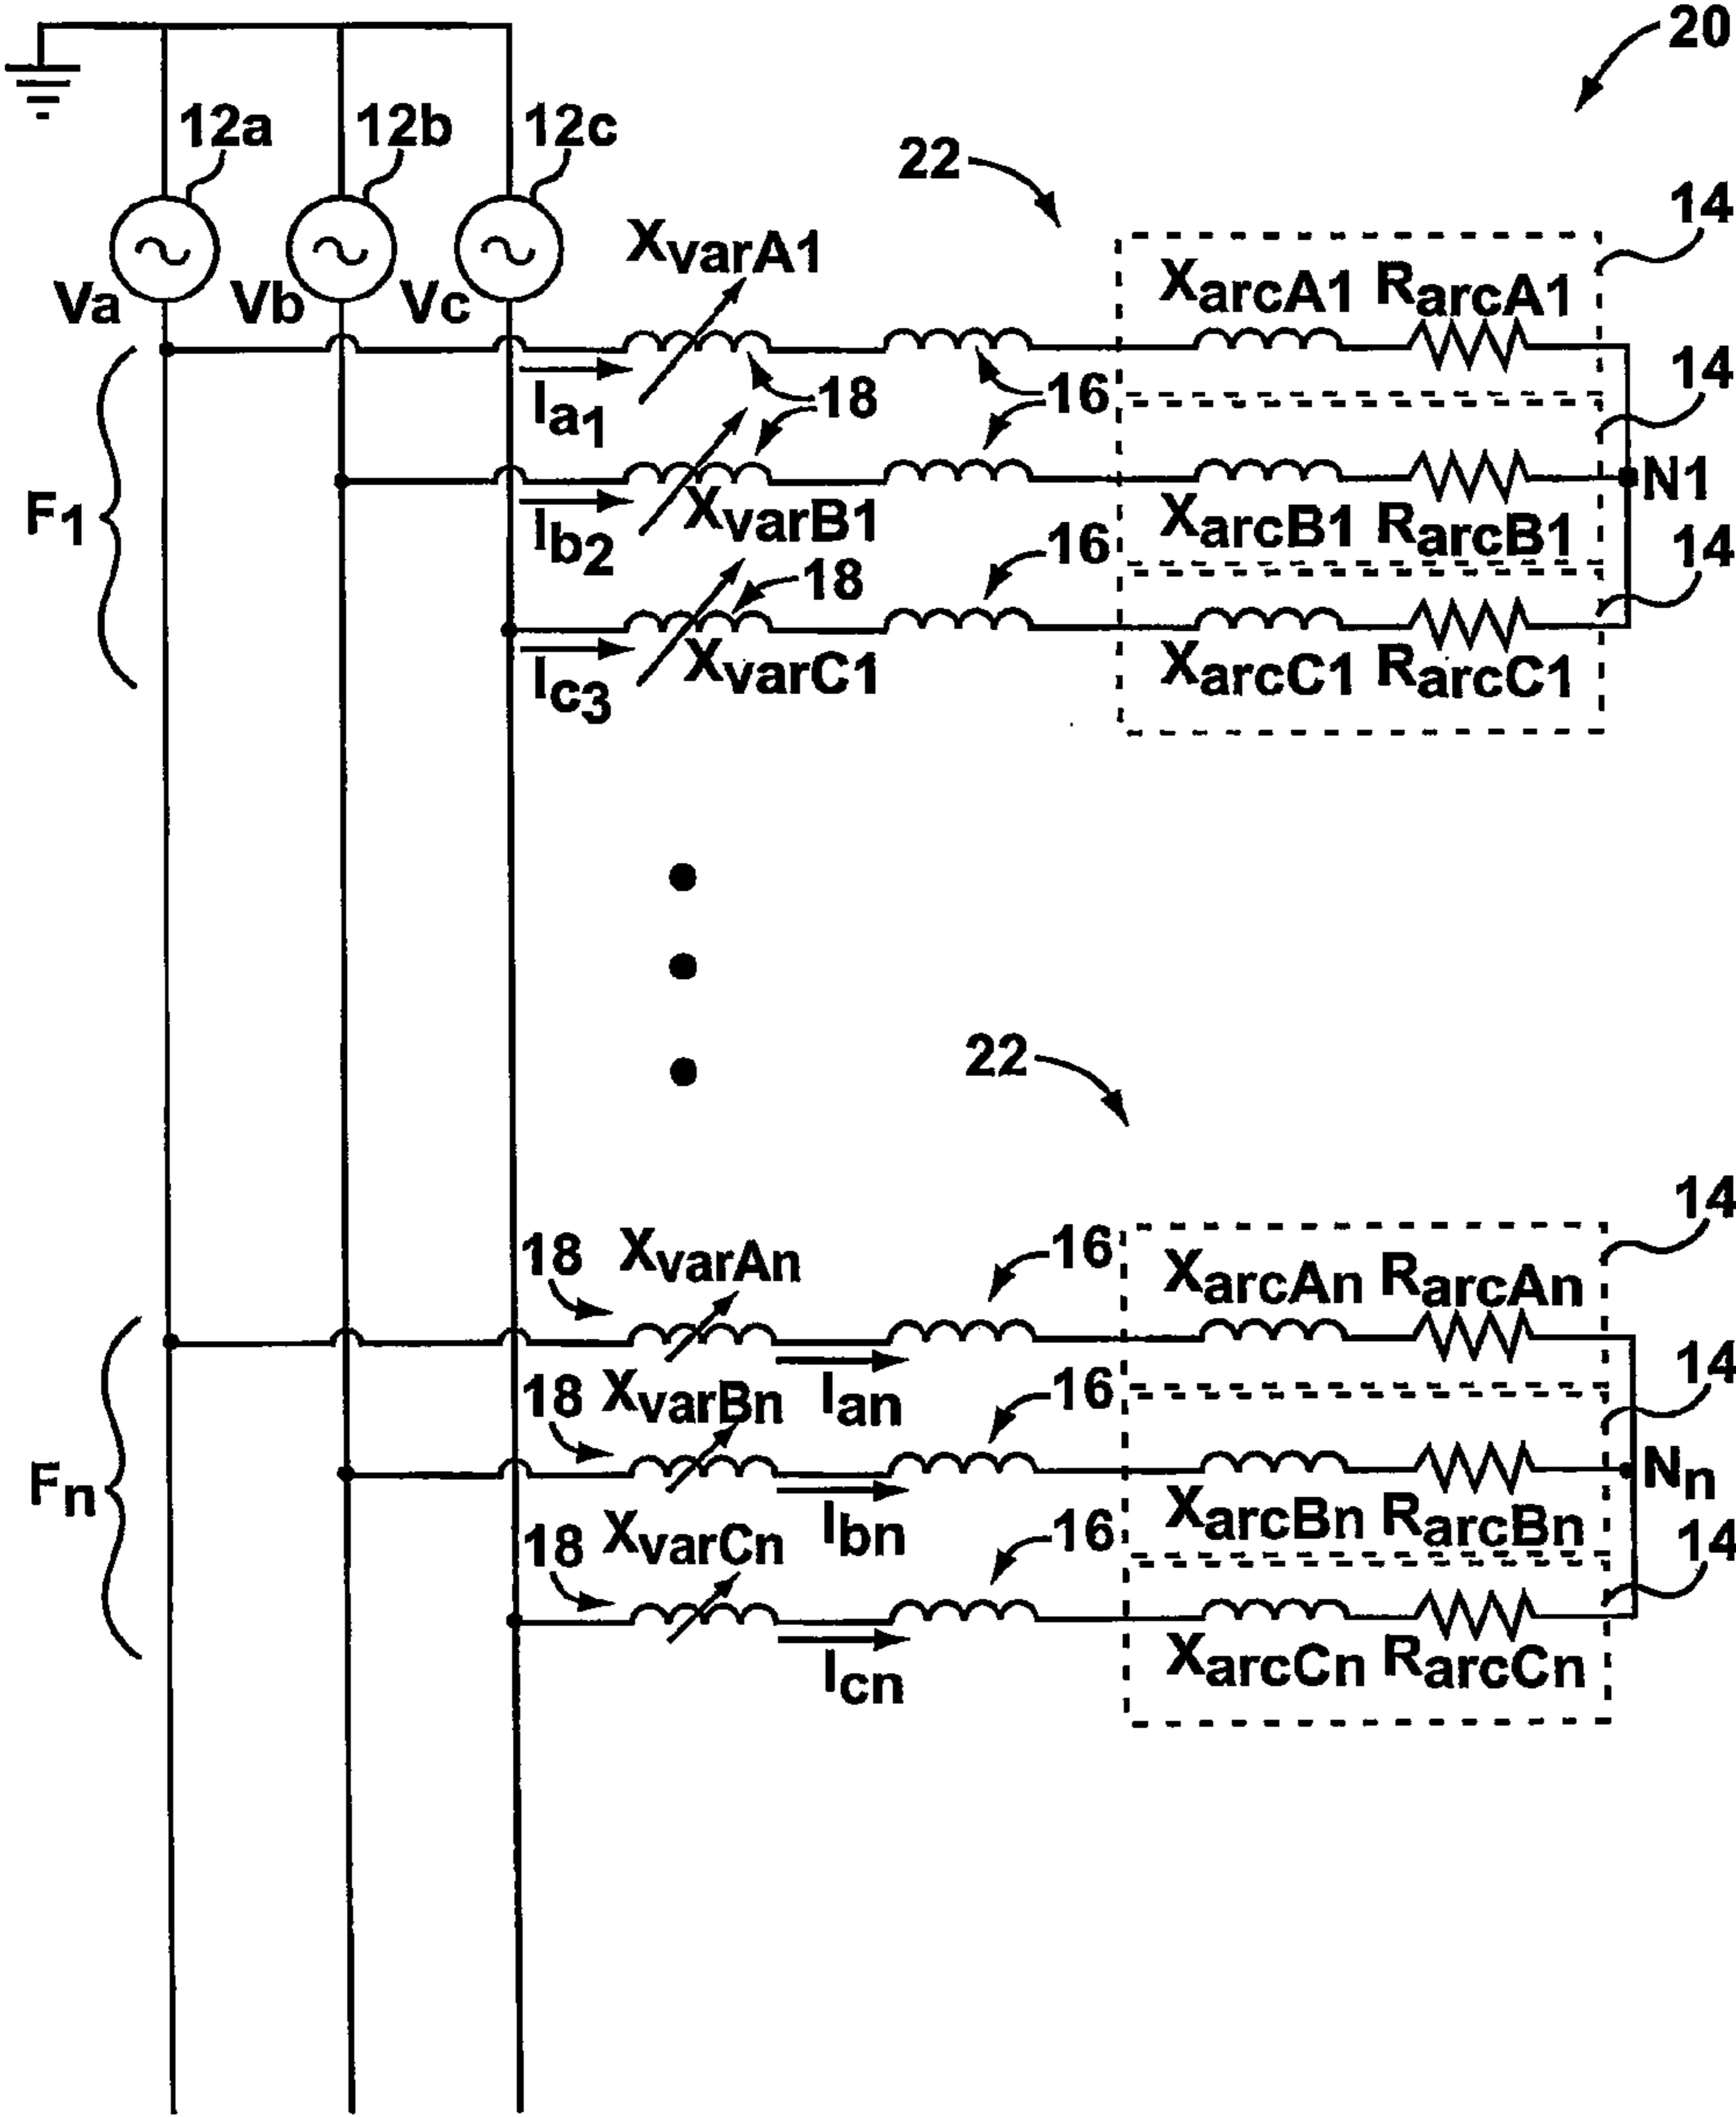 20
12a 12b 12c
22
14
XvarA1
XarcA1 RarcA1
Va Vb Vc
14
Ia1
18
16
F1
N1
Ib2
XvarB1
16
XarcB1 RarcB1
14
18
Ic3
XvarC1
XarcC1 RarcC1
22
14
18 XvarAn
16
XarcAn RarcAn
14
18 XvarBn
Ian
16
Fn
Nn
Ibn
XarcBn RarcBn
14
18 XvarCn
16
Icn
XarcCn RarcCn